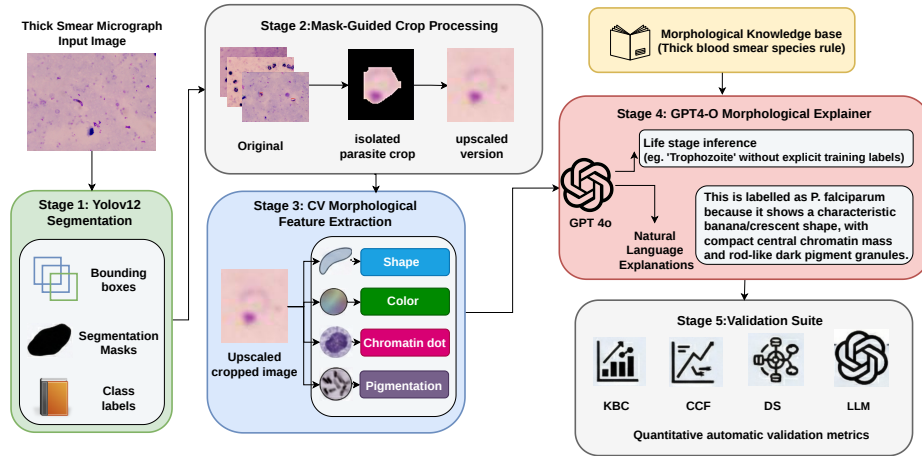 Thick Smear Micrograph
Input Image
Stage 1: Yolov12
Segmentation
Bounding
boxes
Segmentation
Masks
Class
labels
Stage 2:Mask-Guided Crop Processing
Original
isolated
parasite crop
upscaled
version
Stage 3: CV Morphological
Feature Extraction
Upscaled
cropped image
Shape
Color
Chromatin dot
Pigmentation
Morphological Knowledge base
(Thick blood smear species rule)
Stage 4: GPT4-O Morphological Explainer
GPT 4o
Life stage inference
(eg. 'Trophozoite' without explicit training labels)
Natural
Language
Explanations
This is labelled as P. falciparum
because it shows a characteristic
banana/crescent shape, with
compact central chromatin mass
and rod-like dark pigment granules.
Stage 5:Validation Suite
KBC
CCF
DS
LLM
Quantitative automatic validation metrics